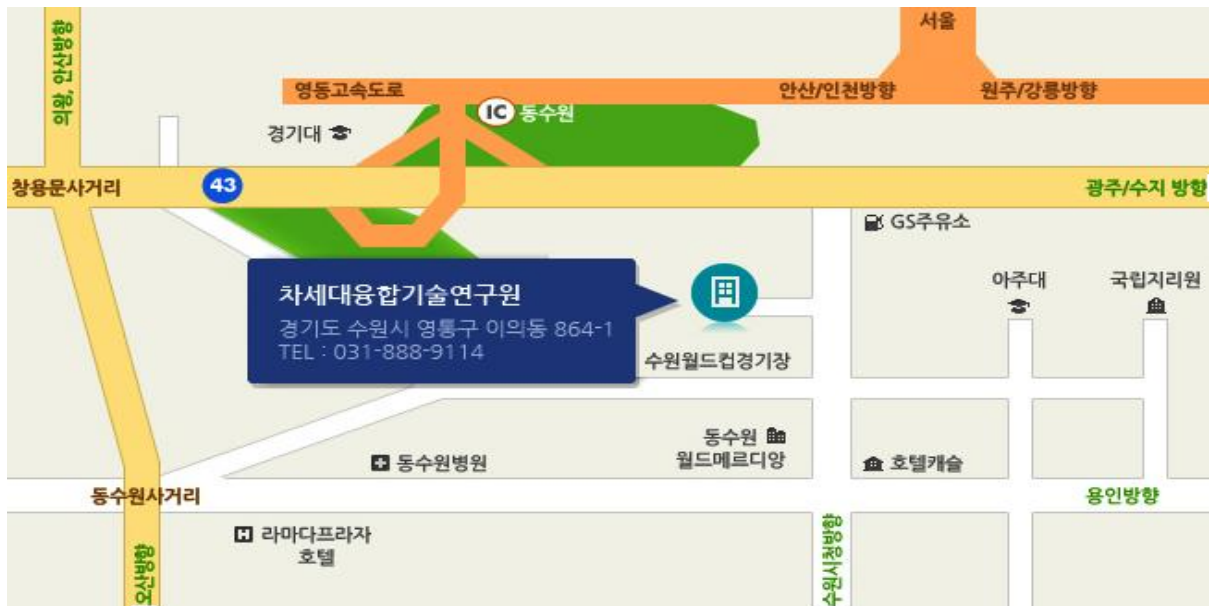 서울
의왕, 안산방향
영동고속도로
안산/인천방향
원주/강릉방향
IC 동수원
경기대
창용문사거리
43
광주/수지 방향
GS주유소
차세대융합기술연구원
경기도 수원시 영통구 이의동 864-1
TEL : 031-888-9114
아주대
국립지리원
수원월드컵경기장
동수원
월드메르디앙
동수원병원
호텔캐슬
동수원사거리
용인방향
H 라마다프라자
호텔
오산방향
수원시청방향